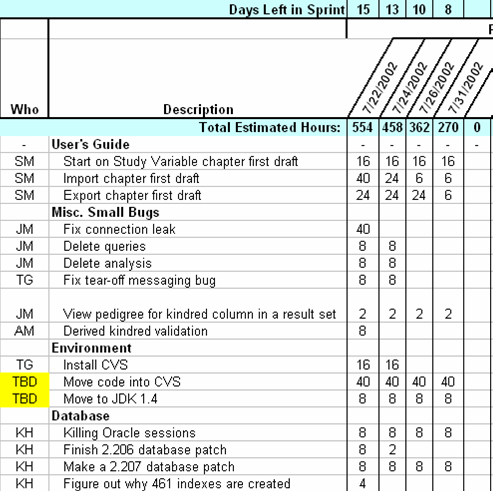 Days Left in Sprint 15 13 10 8
7/22/2002 7/24/2002 7/26/2002 7/31/2002
Who Description
Total Estimated Hours: 554 458 362 270 0
- User's Guide - - - - -
SM Start on Study Variable chapter first draft 16 16 16 16
SM Import chapter first draft 40 24 6 6
SM Export chapter first draft 24 24 24 6
Misc. Small Bugs
JM Fix connection leak 40
JM Delete queries 8 8
JM Delete analysis 8 8
TG Fix tear-off messaging bug 8 8
JM View pedigree for kindred column in a result set 2 2 2 2
AM Derived kindred validation 8
Environment
TG Install CVS 16 16
TBD Move code into CVS 40 40 40 40
TBD Move to JDK 1.4 8 8 8 8
Database
KH Killing Oracle sessions 8 8 8 8
KH Finish 2.206 database patch 8 2
KH Make a 2.207 database patch 8 8 8 8
KH Figure out why 461 indexes are created 4